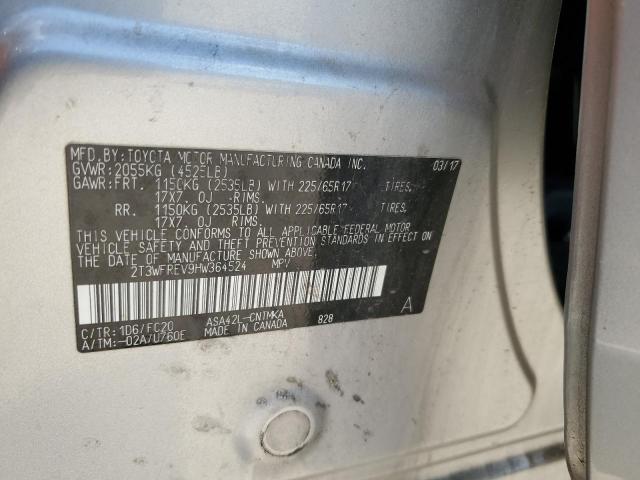 MFD.BY:TOYOTA MOTOR MANUFACTURING CANADA INC. 03/17
GVWR:2055KG (4525LB)
GAWR:FRT. 1150KG (2535LB) WITH 225/65R17 TIRES,
17X7.0J RIMS.
RR. 1150KG (2535LB) WITH 225/65R17 TIRES,
17X7.0J RIMS.
THIS VEHICLE CONFORMS TO ALL APPLICABLE FEDERAL MOTOR
VEHICLE SAFETY AND THEFT PREVENTION STANDARDS IN EFFECT ON
THE DATE OF MANUFACTURE SHOWN ABOVE.
2T3WFREV9HW364524 MPV
C/TR:1D6/FC20 ASA42L-CNTMKA 828 A
A/TM:-02A/U760E MADE IN CANADA